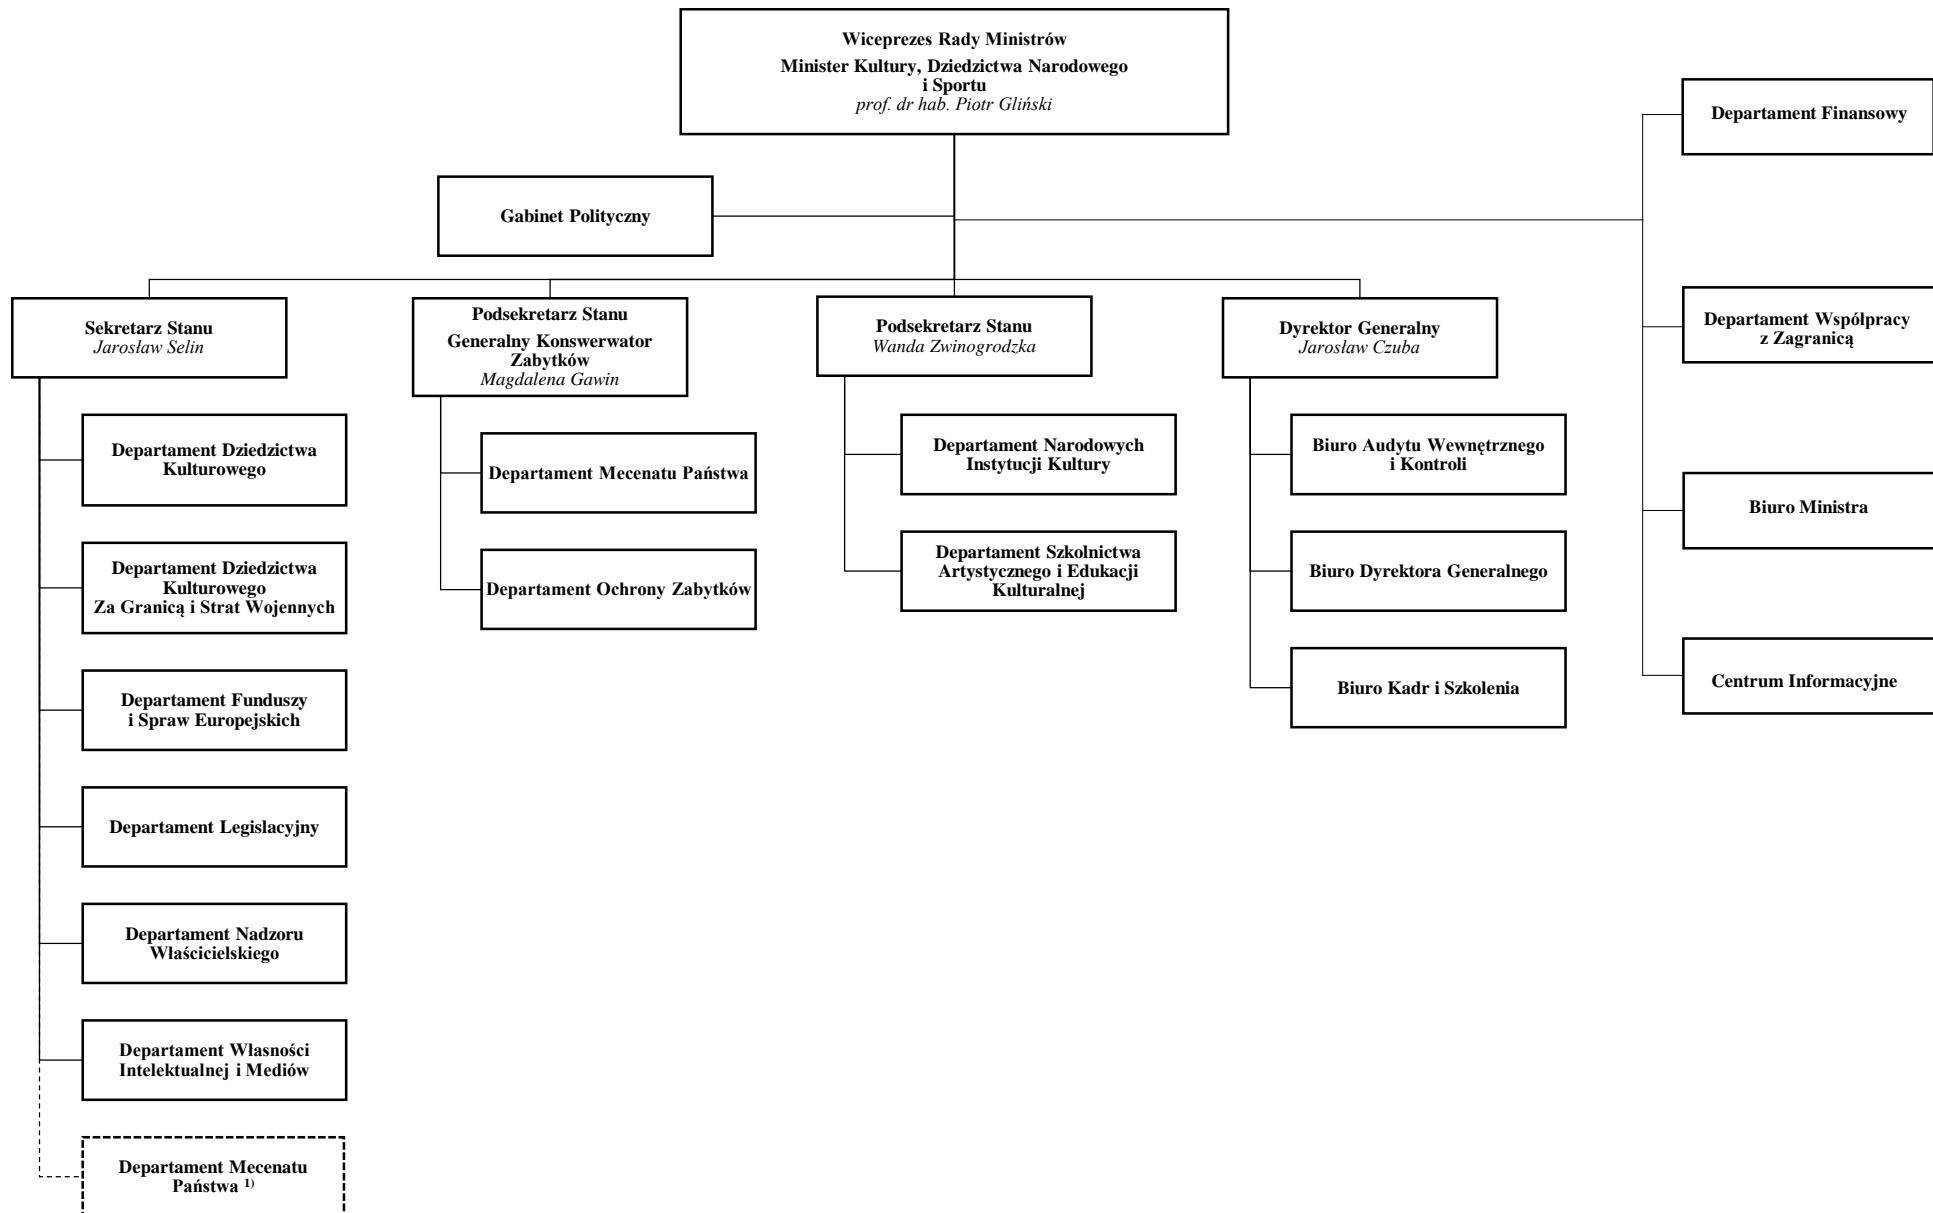 Wiceprezes Rady Ministrów
Minister Kultury, Dziedzictwa Narodowego
i Sportu
prof. dr hab. Piotr Gliński
Departament Finansowy
Gabinet Polityczny
Sekretarz Stanu
Jarosław Selin
Podsekretarz Stanu
Generalny Konswerwator
Zabytków
Magdalena Gawin
Podsekretarz Stanu
Wanda Zwinogrodzka
Dyrektor Generalny
Jarosław Czuba
Departament Współpracy
z Zagranicą
Departament Dziedzictwa
Kulturowego
Departament Dziedzictwa
Kulturowego
Za Granicą i Strat Wojennych
Departament Funduszy
i Spraw Europejskich
Departament Legislacyjny
Departament Nadzoru
Właścicielskiego
Departament Własności
Intelektualnej i Mediów
Departament Mecenatu
Państwa 1)
Departament Mecenatu Państwa
Departament Ochrony Zabytków
Departament Narodowych
Instytucji Kultury
Departament Szkolnictwa
Artystycznego i Edukacji
Kulturalnej
Biuro Audytu Wewnętrznego
i Kontroli
Biuro Dyrektora Generalnego
Biuro Kadr i Szkolenia
Biuro Ministra
Centrum Informacyjne